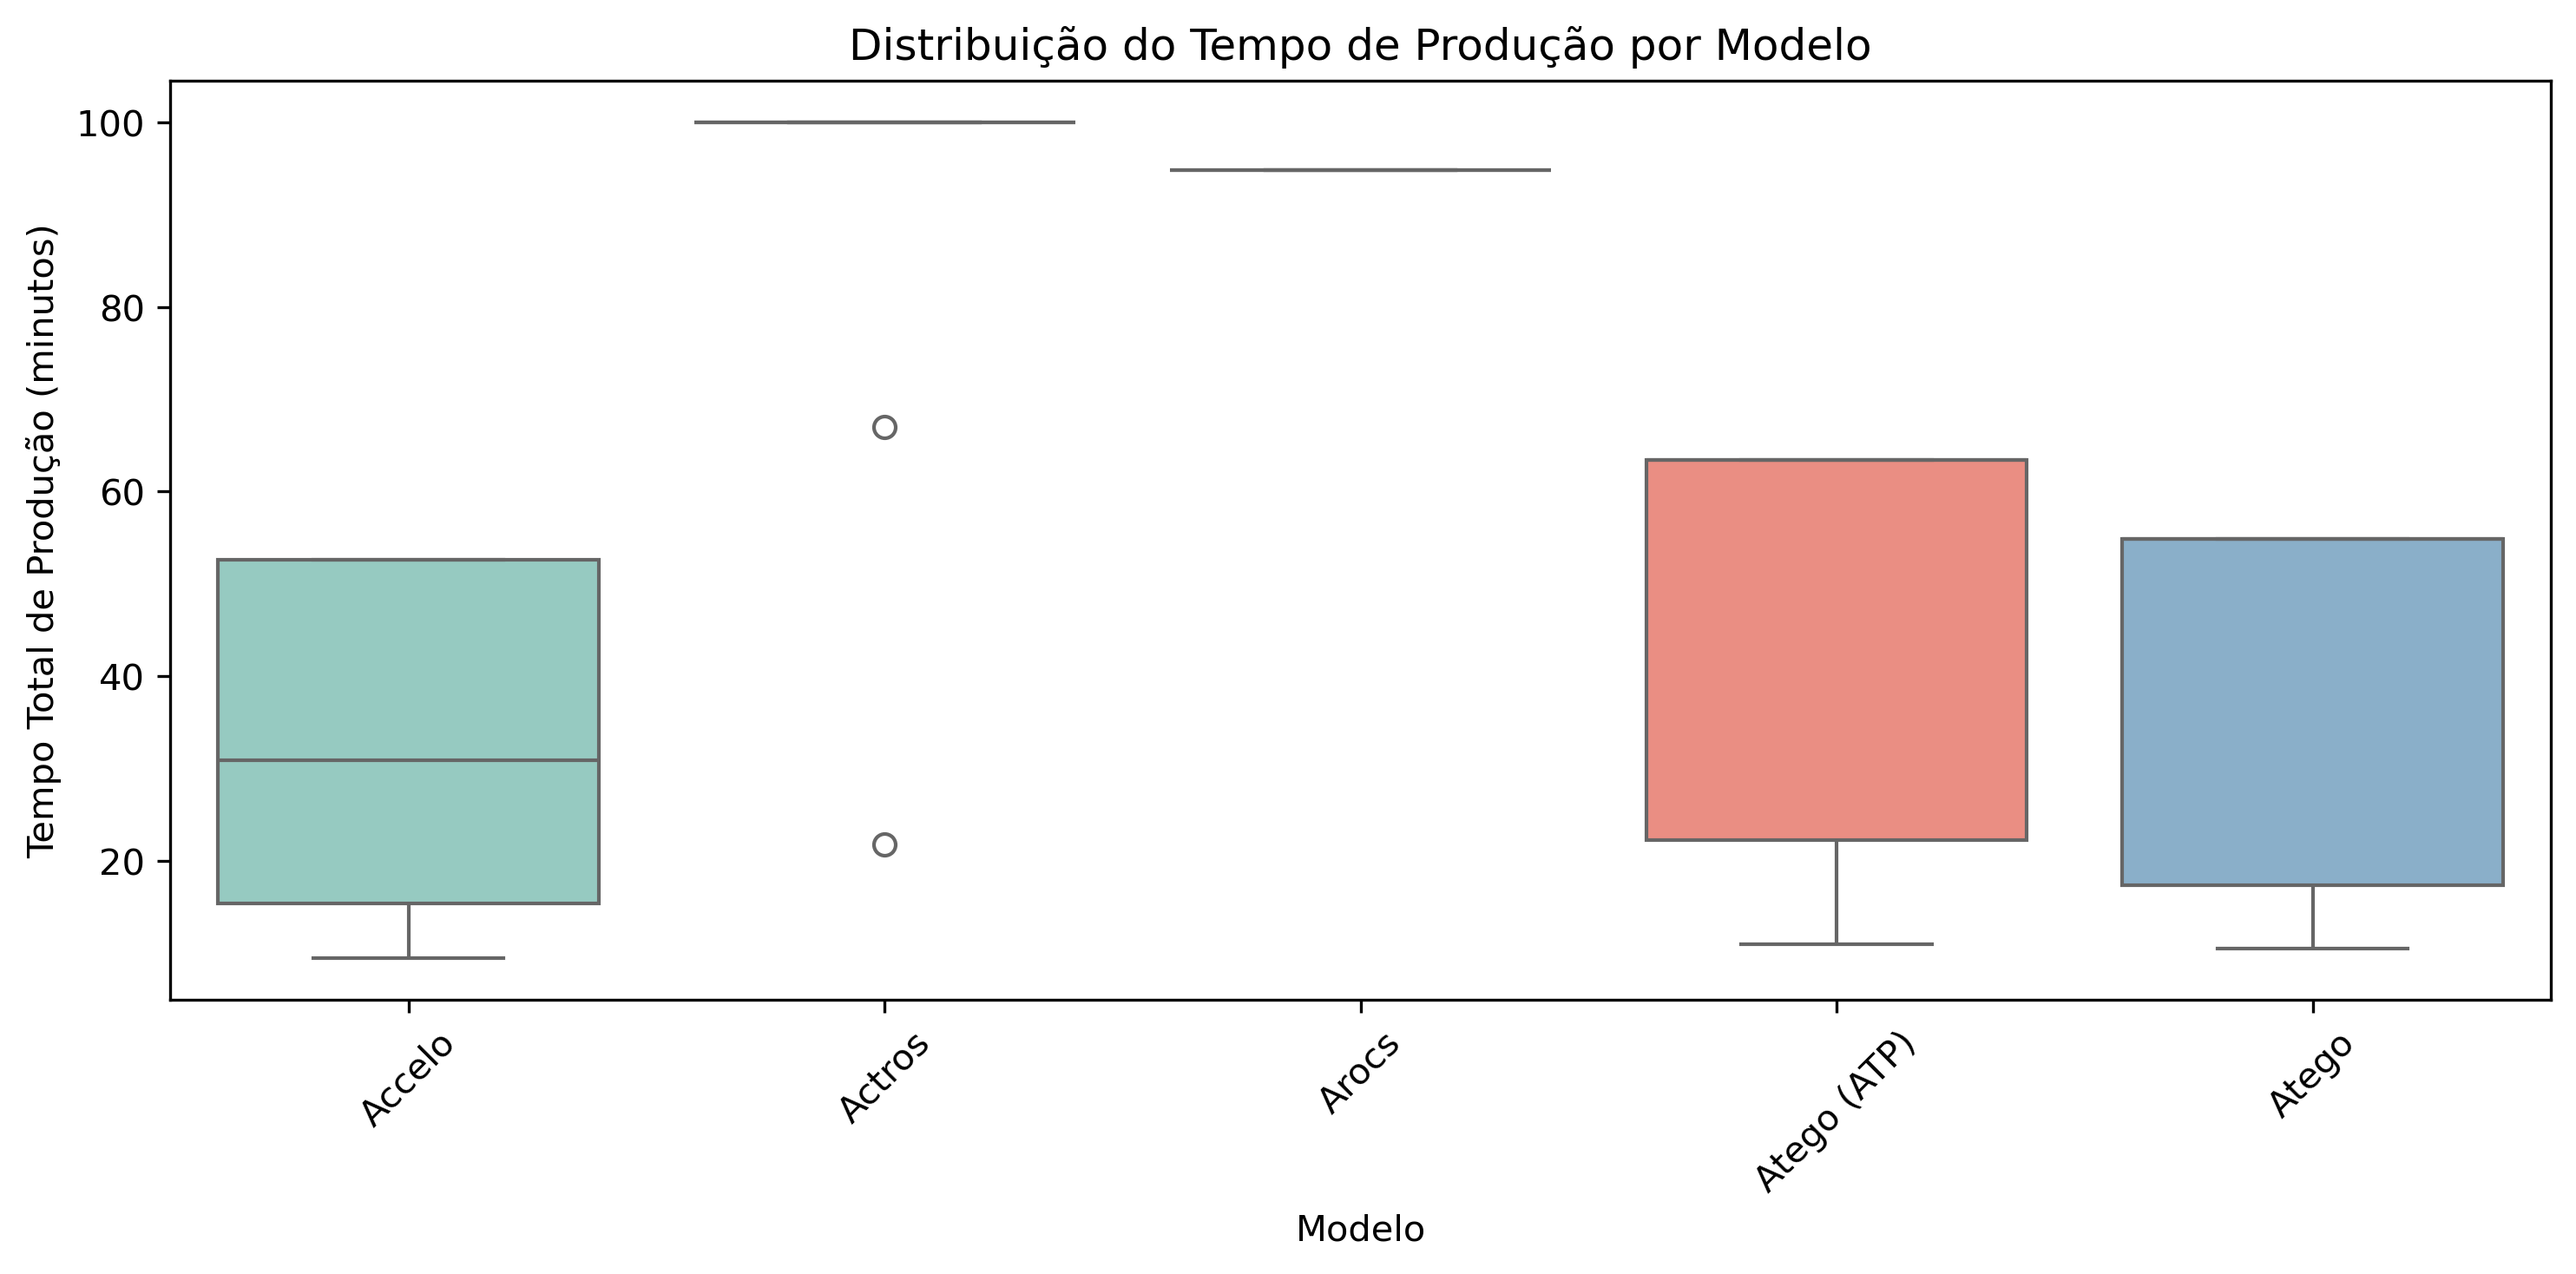 Distribuição do Tempo de Produção por Modelo
Tempo Total de Produção (minutos)
100
80
60
40
20
Accelo
Actros
Arocs
Atego (ATP)
Atego
Modelo